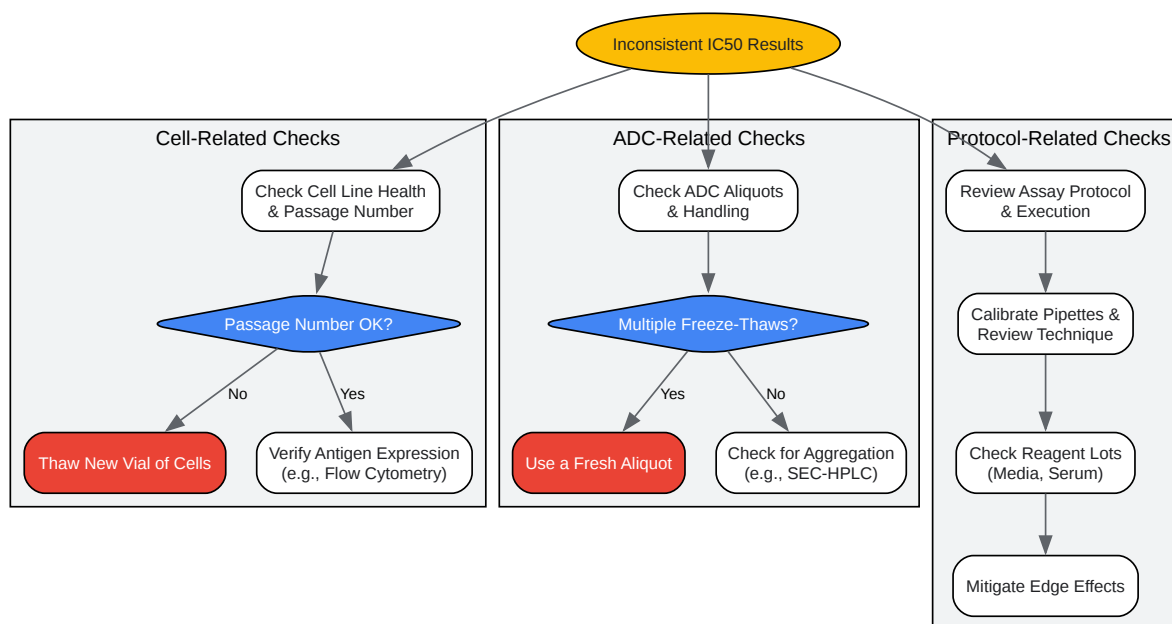 Inconsistent IC50 Results
Cell-Related Checks
Check Cell Line Health
& Passage Number
Passage Number OK?
No
Yes
Thaw New Vial of Cells
Verify Antigen Expression
(e.g., Flow Cytometry)
ADC-Related Checks
Check ADC Aliquots
& Handling
Multiple Freeze-Thaws?
Yes
No
Use a Fresh Aliquot
Check for Aggregation
(e.g., SEC-HPLC)
Protocol-Related Checks
Review Assay Protocol
& Execution
Calibrate Pipettes &
Review Technique
Check Reagent Lots
(Media, Serum)
Mitigate Edge Effects